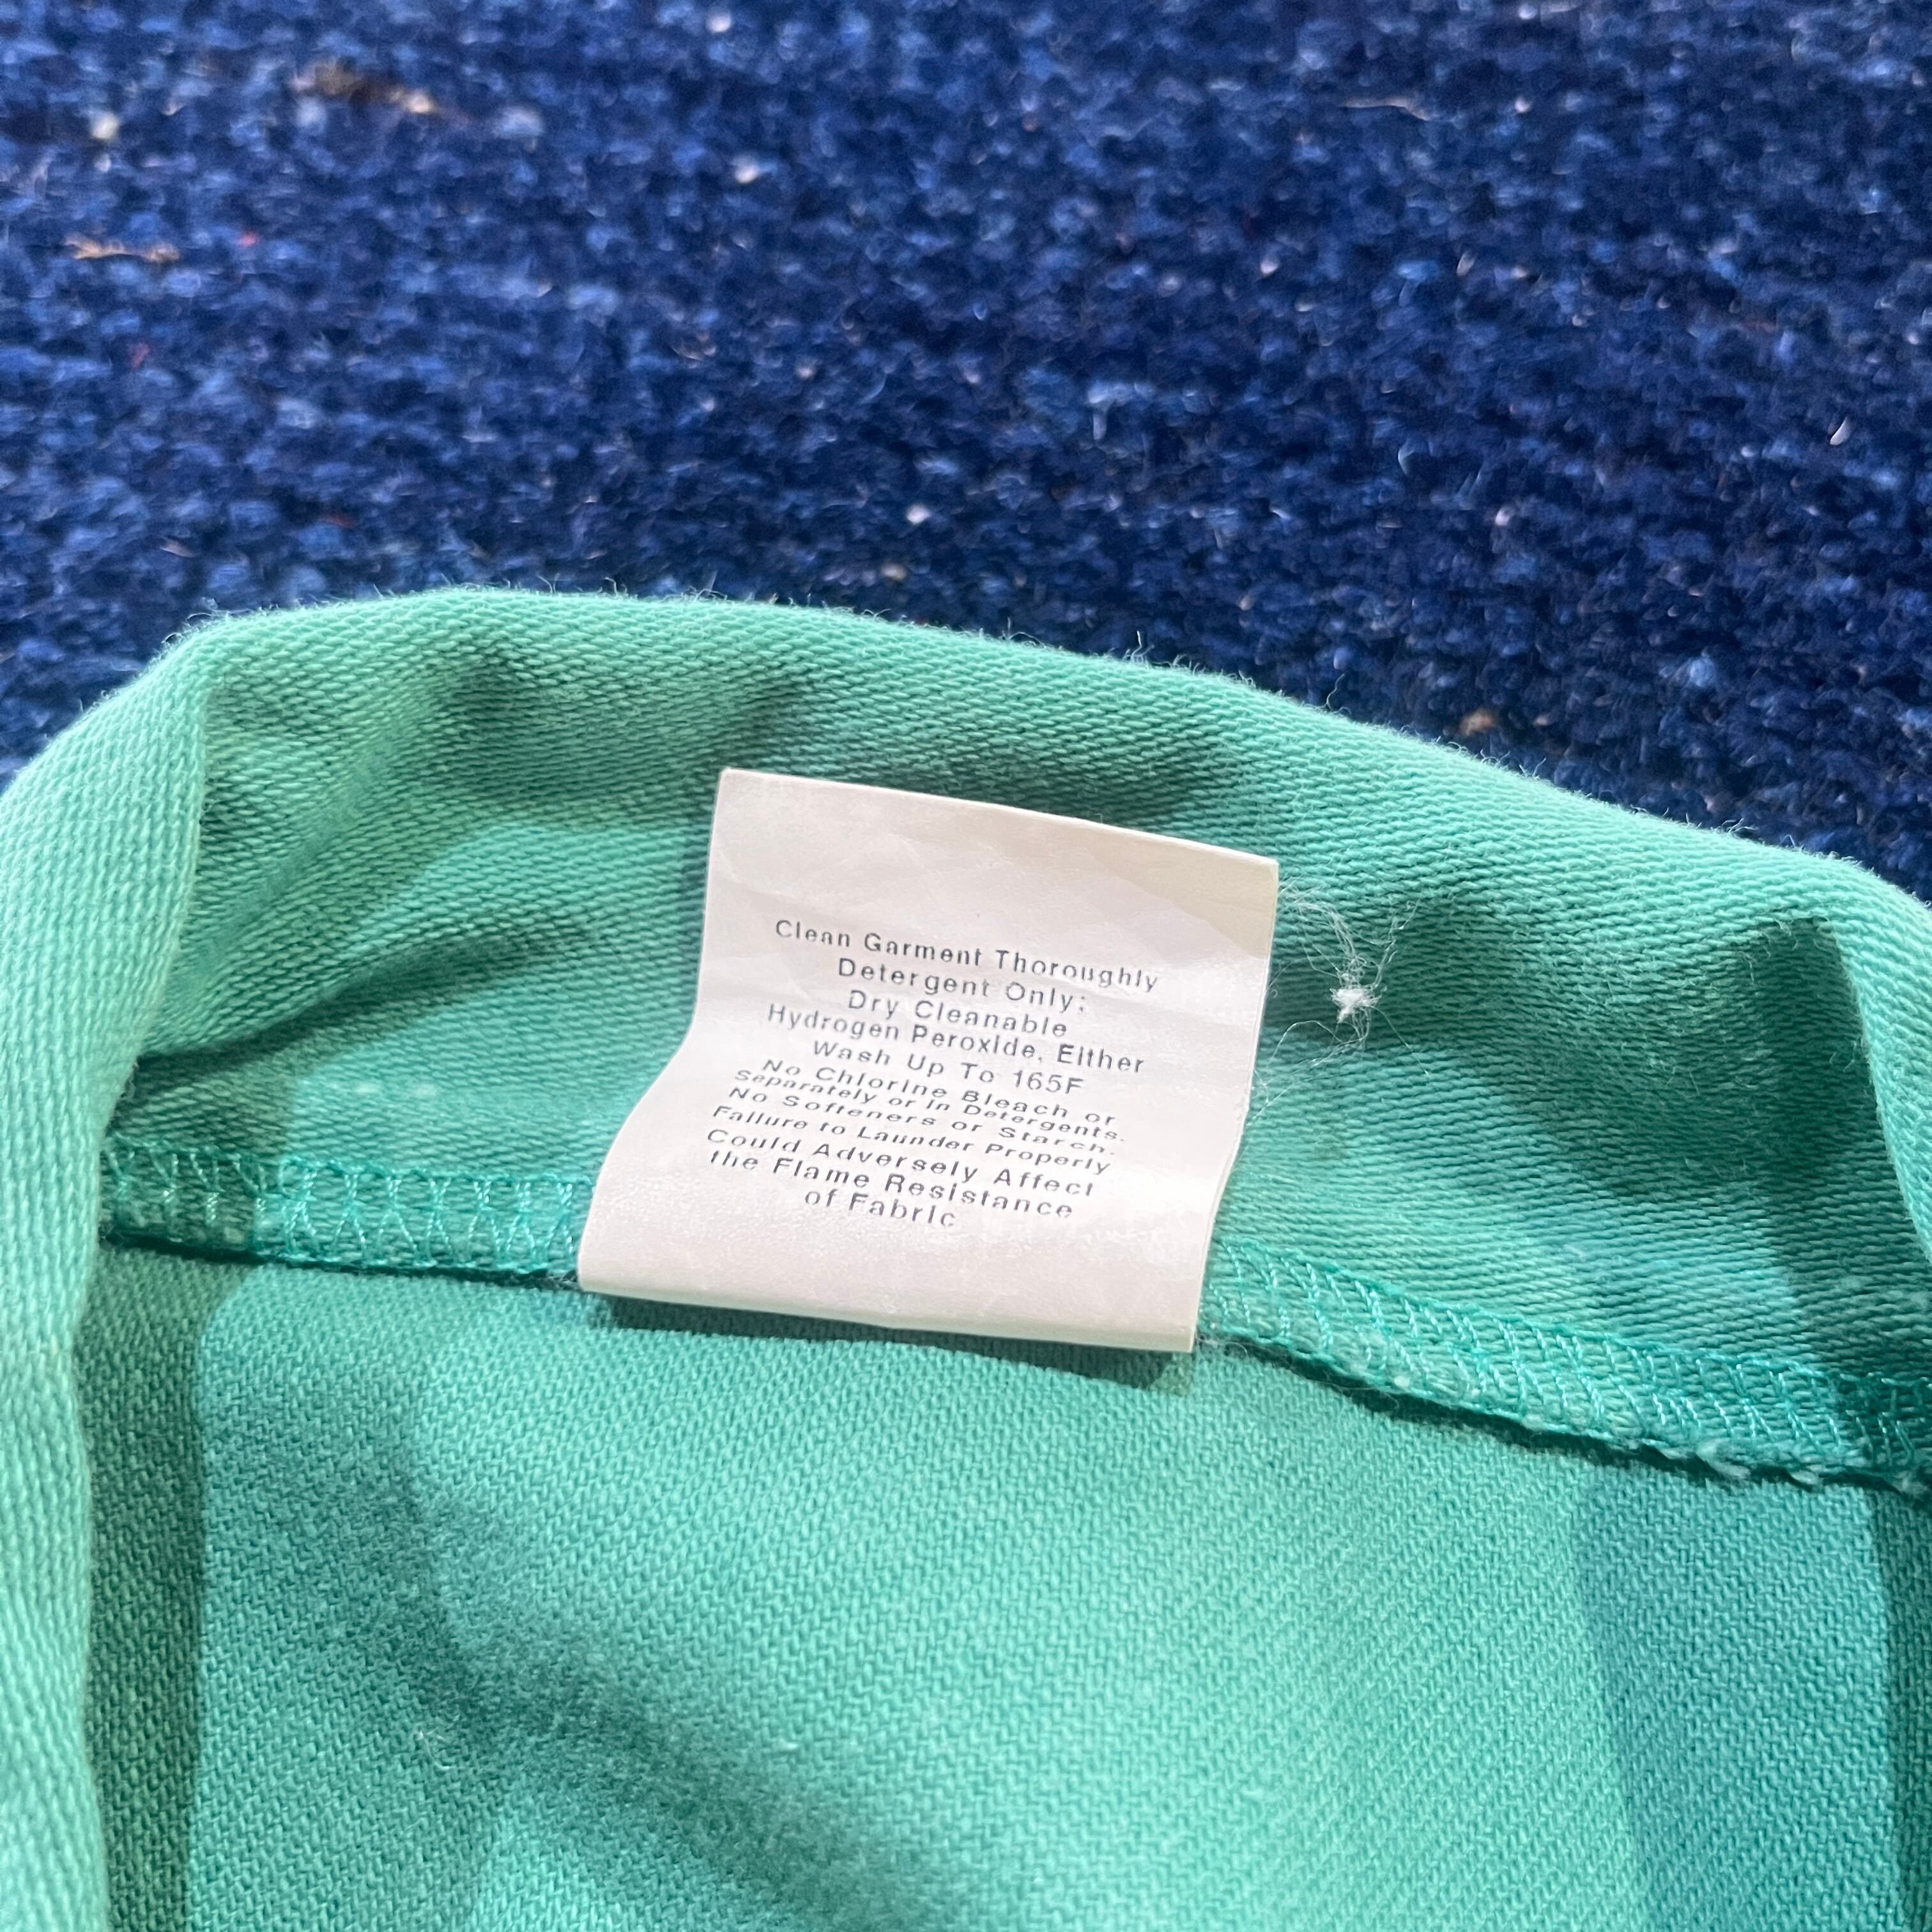 Clean Garment Thoroughly
Detergent Only;
Dry Cleanable
Hydrogen Peroxide, Either
Wash Up To 165F
No Chlorine Bleach or
Separately or in Detergents.
No Softeners or Starch.
Failure to Launder Properly
Could Adversely Affect
the Flame Resistance
of Fabric